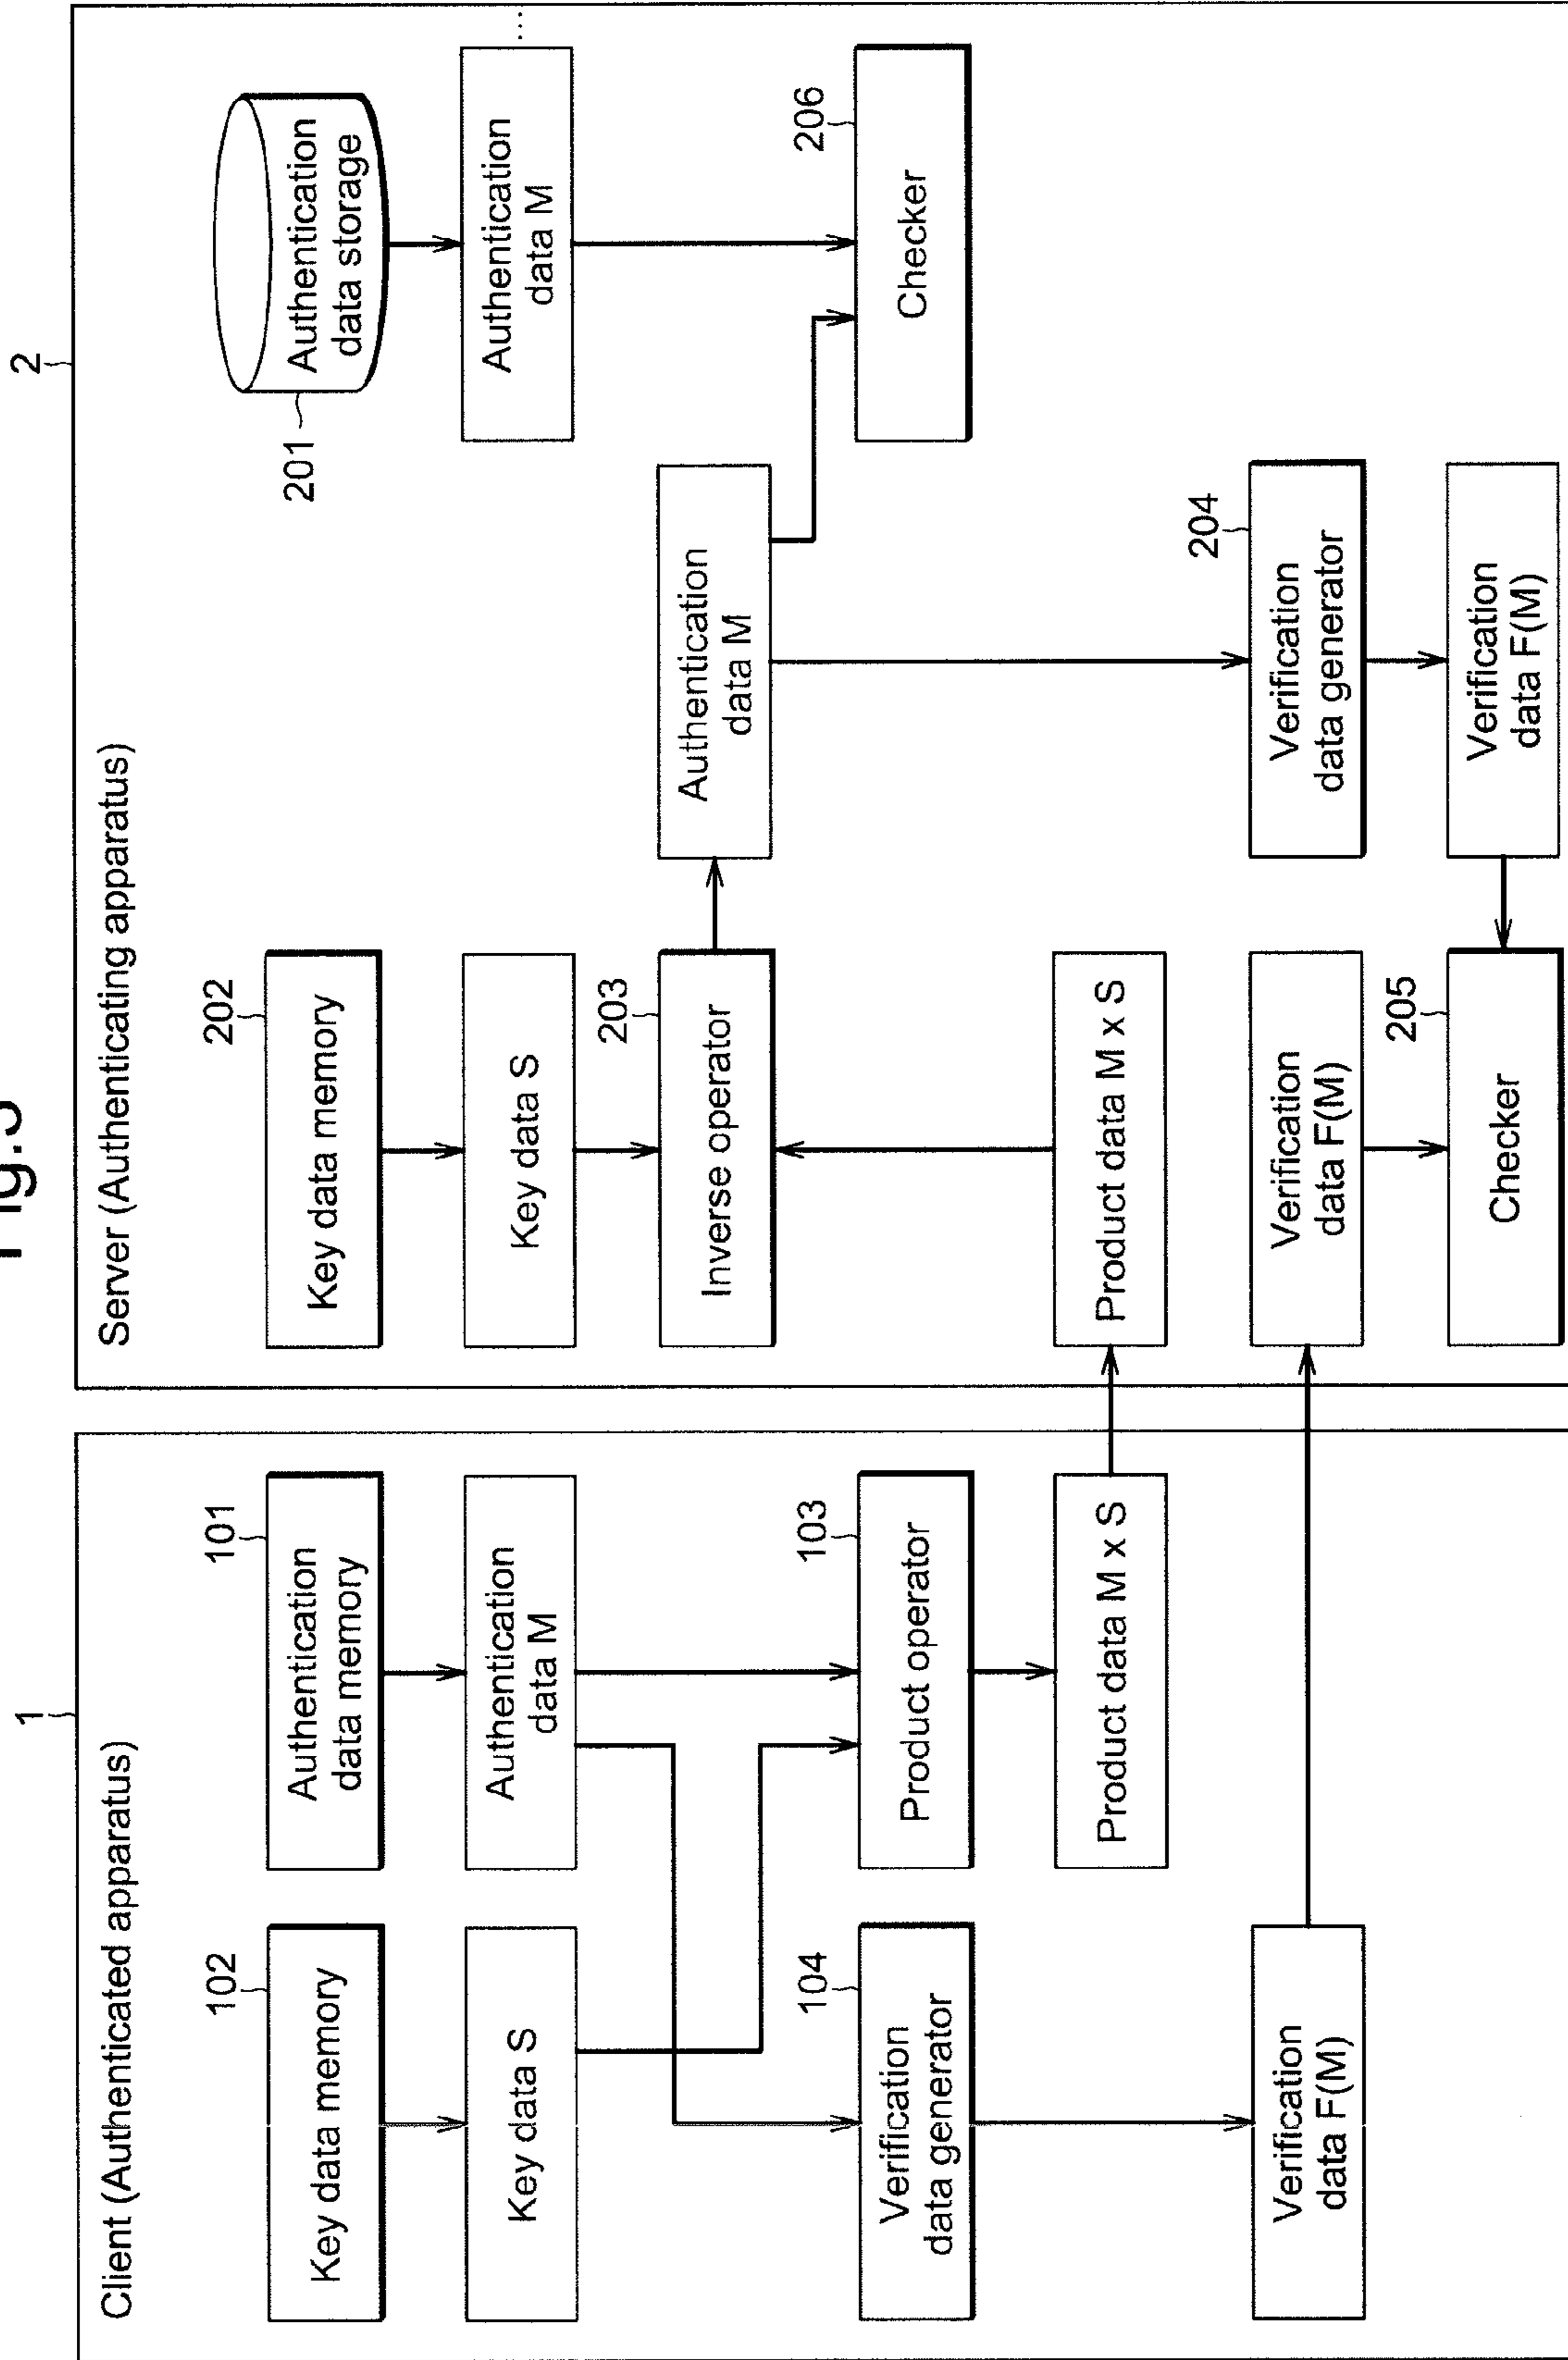 1
Client (Authenticated apparatus)
102
Key data memory
Key data S
101
Authentication
data memory
Authentication
data M
104
Verification
data generator
103
Product operator
Product data M x S
Verification
data F(M)
2
Server (Authenticating apparatus)
202
Key data memory
Key data S
203
Inverse operator
Product data M x S
Verification
data F(M)
205
Checker
Authentication
data M
204
Verification
data generator
Verification
data F(M)
201
Authentication
data storage
Authentication
data M
...
206
Checker